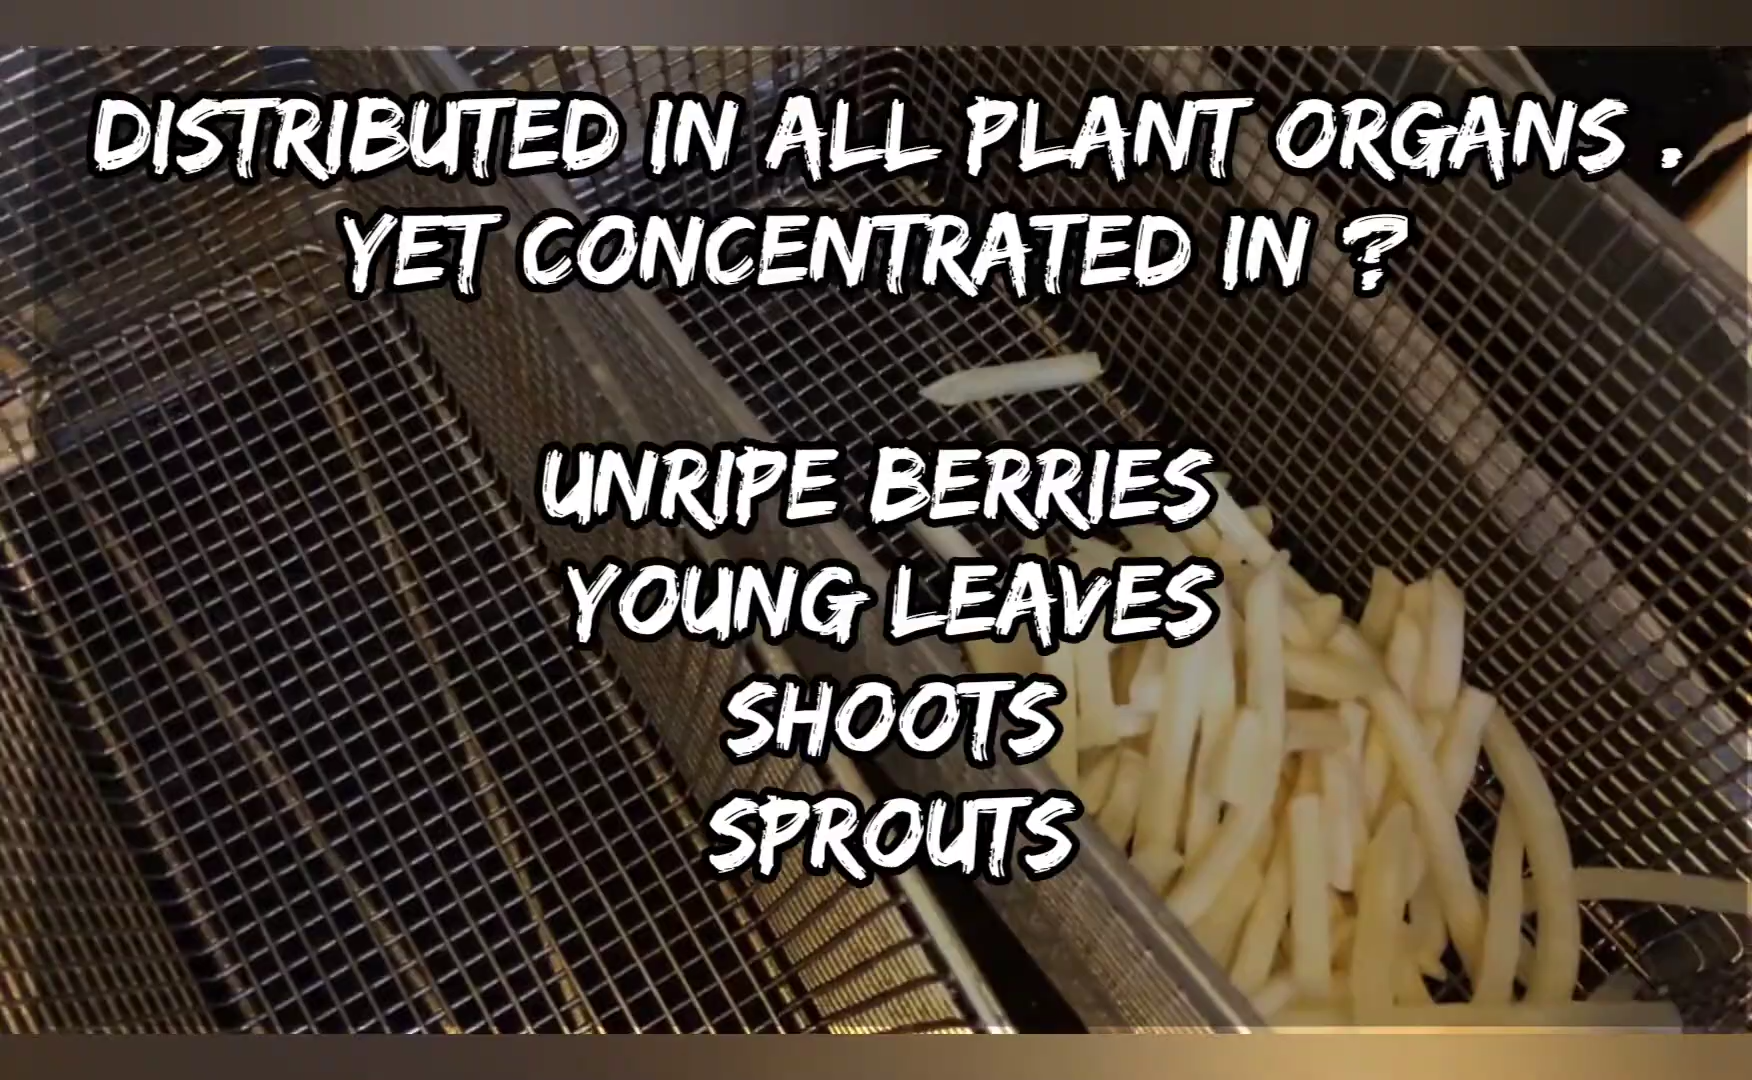 DISTRIBUTED IN ALL PLANT ORGANS .
YET CONCENTRATED IN ?
UNRIPE BERRIES
YOUNG LEAVES
SHOOTS
SPROUTS